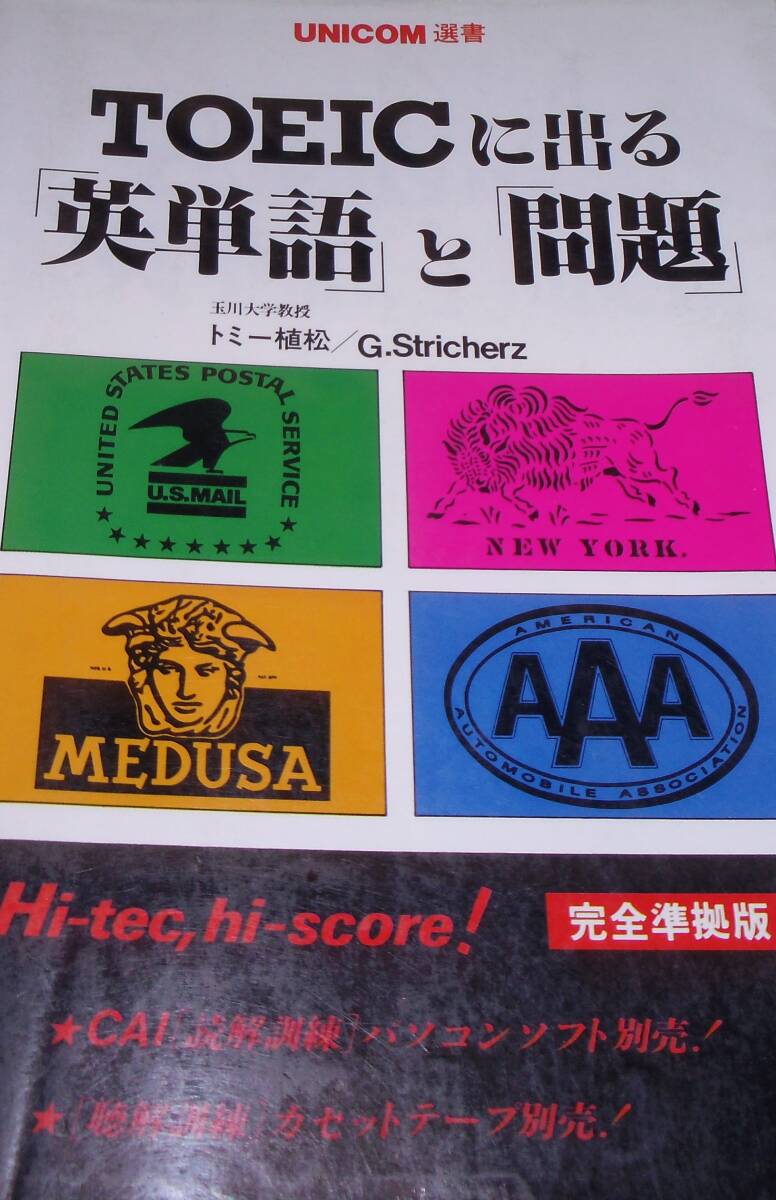 UNICOM 選書
TOEICに出る
「英単語」と「問題」
玉川大学教授
トミー植松／G.Stricherz
UNITED STATES POSTAL SERVICE
U.S.MAIL
NEW YORK.
MEDUSA
AMERICAN
AAA
AUTOMOBILE ASSOCIATION
Hi-tec, hi-score!
完全準拠版
★CAI[読解訓練]パソコンソフト別売!
★[聴解訓練]カセットテープ別売!